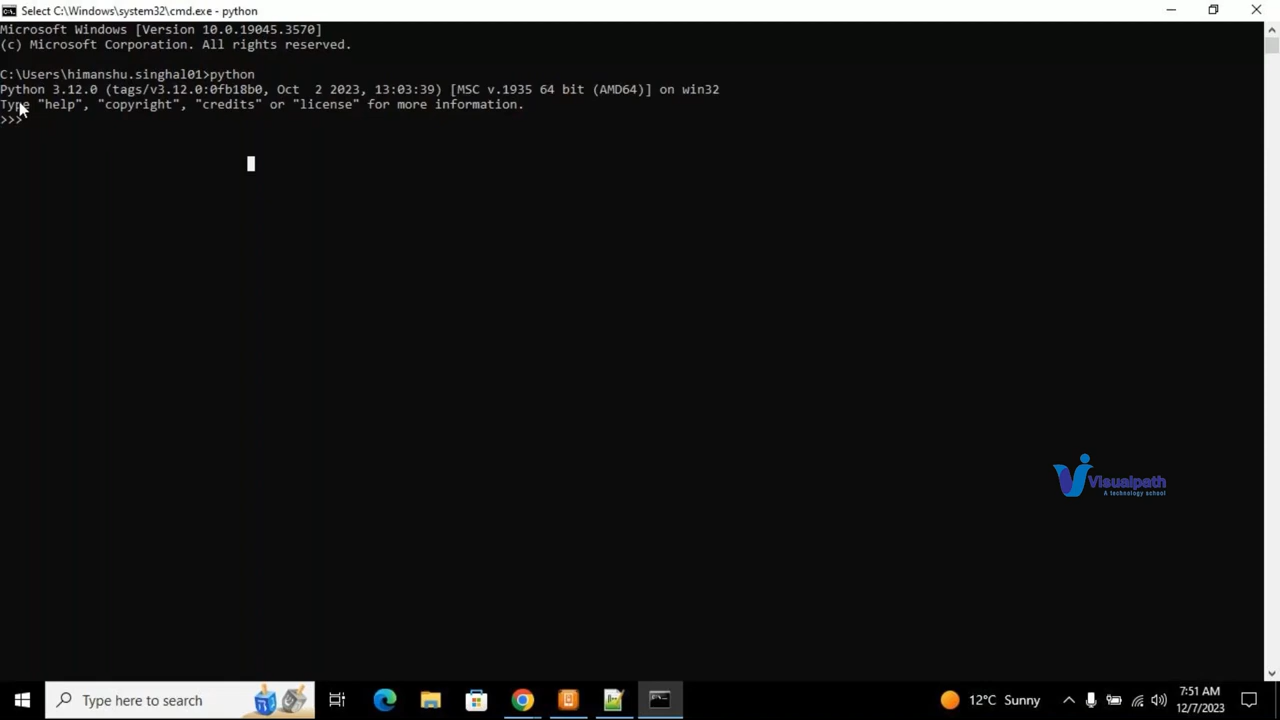 Select C:\Windows\system32\cmd.exe - python
Microsoft Windows [Version 10.0.19045.3570]
(c) Microsoft Corporation. All rights reserved.
C:\Users\himanshu.singhal01>python
Python 3.12.0 (tags/v3.12.0:0fb18b0, Oct  2 2023, 13:03:39) [MSC v.1935 64 bit (AMD64)] on win32
Type "help", "copyright", "credits" or "license" for more information.
>>>
Visualpath
A technology school
Type here to search
12°C Sunny
7:51 AM
12/7/2023